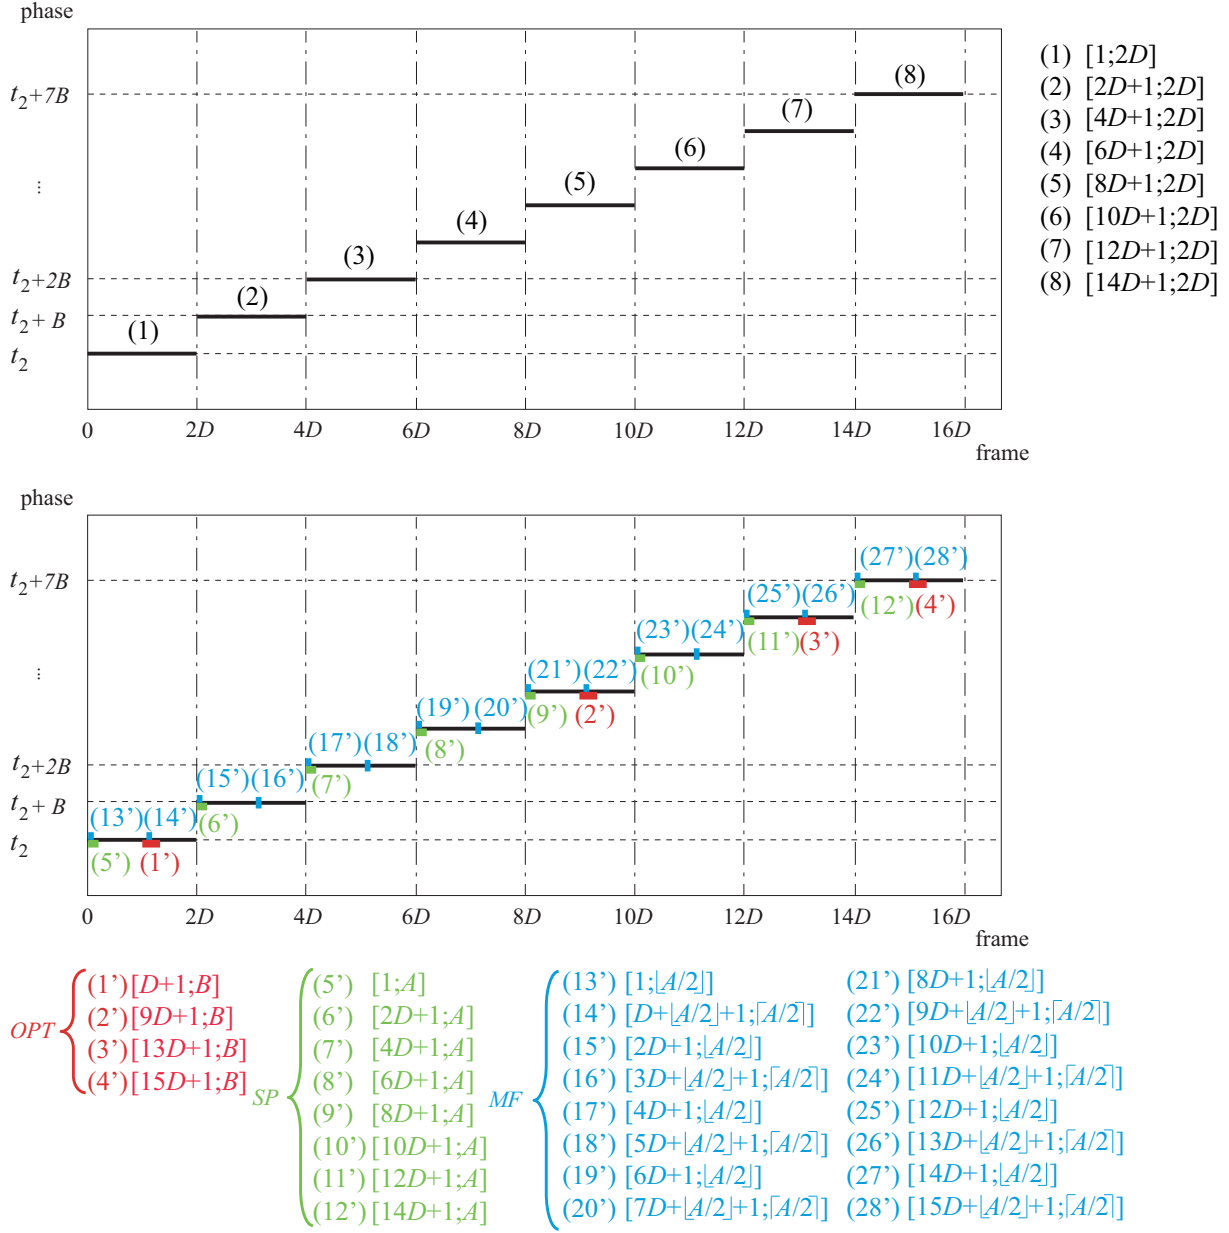 phase
t2+7B
(8)
(7)
(6)
(5)
(4)
(3)
(2)
(1)
...
t2+2B
t2+ B
t2
0 2D 4D 6D 8D 10D 12D 14D 16D
frame
(1) [1;2D]
(2) [2D+1;2D]
(3) [4D+1;2D]
(4) [6D+1;2D]
(5) [8D+1;2D]
(6) [10D+1;2D]
(7) [12D+1;2D]
(8) [14D+1;2D]
phase
t2+7B
(27’)(28’)
(12’)(4’)
(25’)(26’)
(11’)(3’)
(23’)(24’)
(10’)
(21’)(22’)
(9’) (2’)
(19’)(20’)
(8’)
...
(17’)(18’)
t2+2B
(7’)
(15’)(16’)
t2+ B
(6’)
(13’)(14’)
t2
(5’) (1’)
0 2D 4D 6D 8D 10D 12D 14D 16D
frame
OPT
(1’)[D+1;B]
(2’)[9D+1;B]
(3’)[13D+1;B]
(4’)[15D+1;B]
SP
(5’) [1;A]
(6’) [2D+1;A]
(7’) [4D+1;A]
(8’) [6D+1;A]
(9’) [8D+1;A]
(10’) [10D+1;A]
(11’) [12D+1;A]
(12’) [14D+1;A]
MF
(13’) [1;⌊A/2⌋]
(14’) [D+⌊A/2⌋+1;⌈A/2⌉]
(15’) [2D+1;⌊A/2⌋]
(16’) [3D+⌊A/2⌋+1;⌈A/2⌉]
(17’) [4D+1;⌊A/2⌋]
(18’) [5D+⌊A/2⌋+1;⌈A/2⌉]
(19’) [6D+1;⌊A/2⌋]
(20’) [7D+⌊A/2⌋+1;⌈A/2⌉]
(21’) [8D+1;⌊A/2⌋]
(22’) [9D+⌊A/2⌋+1;⌈A/2⌉]
(23’) [10D+1;⌊A/2⌋]
(24’) [11D+⌊A/2⌋+1;⌈A/2⌉]
(25’) [12D+1;⌊A/2⌋]
(26’) [13D+⌊A/2⌋+1;⌈A/2⌉]
(27’) [14D+1;⌊A/2⌋]
(28’) [15D+⌊A/2⌋+1;⌈A/2⌉]